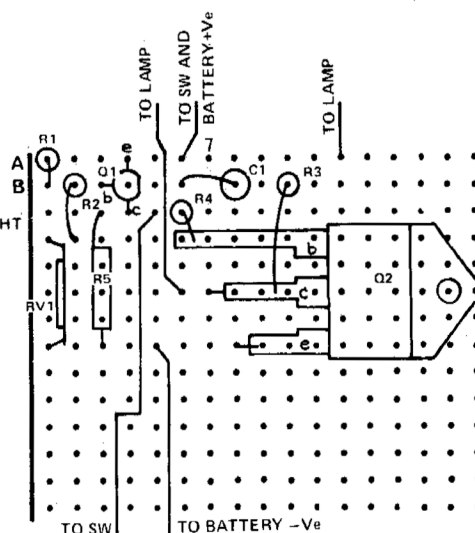 TO LAMP
TO SW AND
BATTERY+Ve
TO LAMP
7
R1
A
e
Q1
C1
R3
B
b
R2
c
R4
HT
b
Q2
R5
c
RV1
e
TO SW
TO BATTERY –Ve